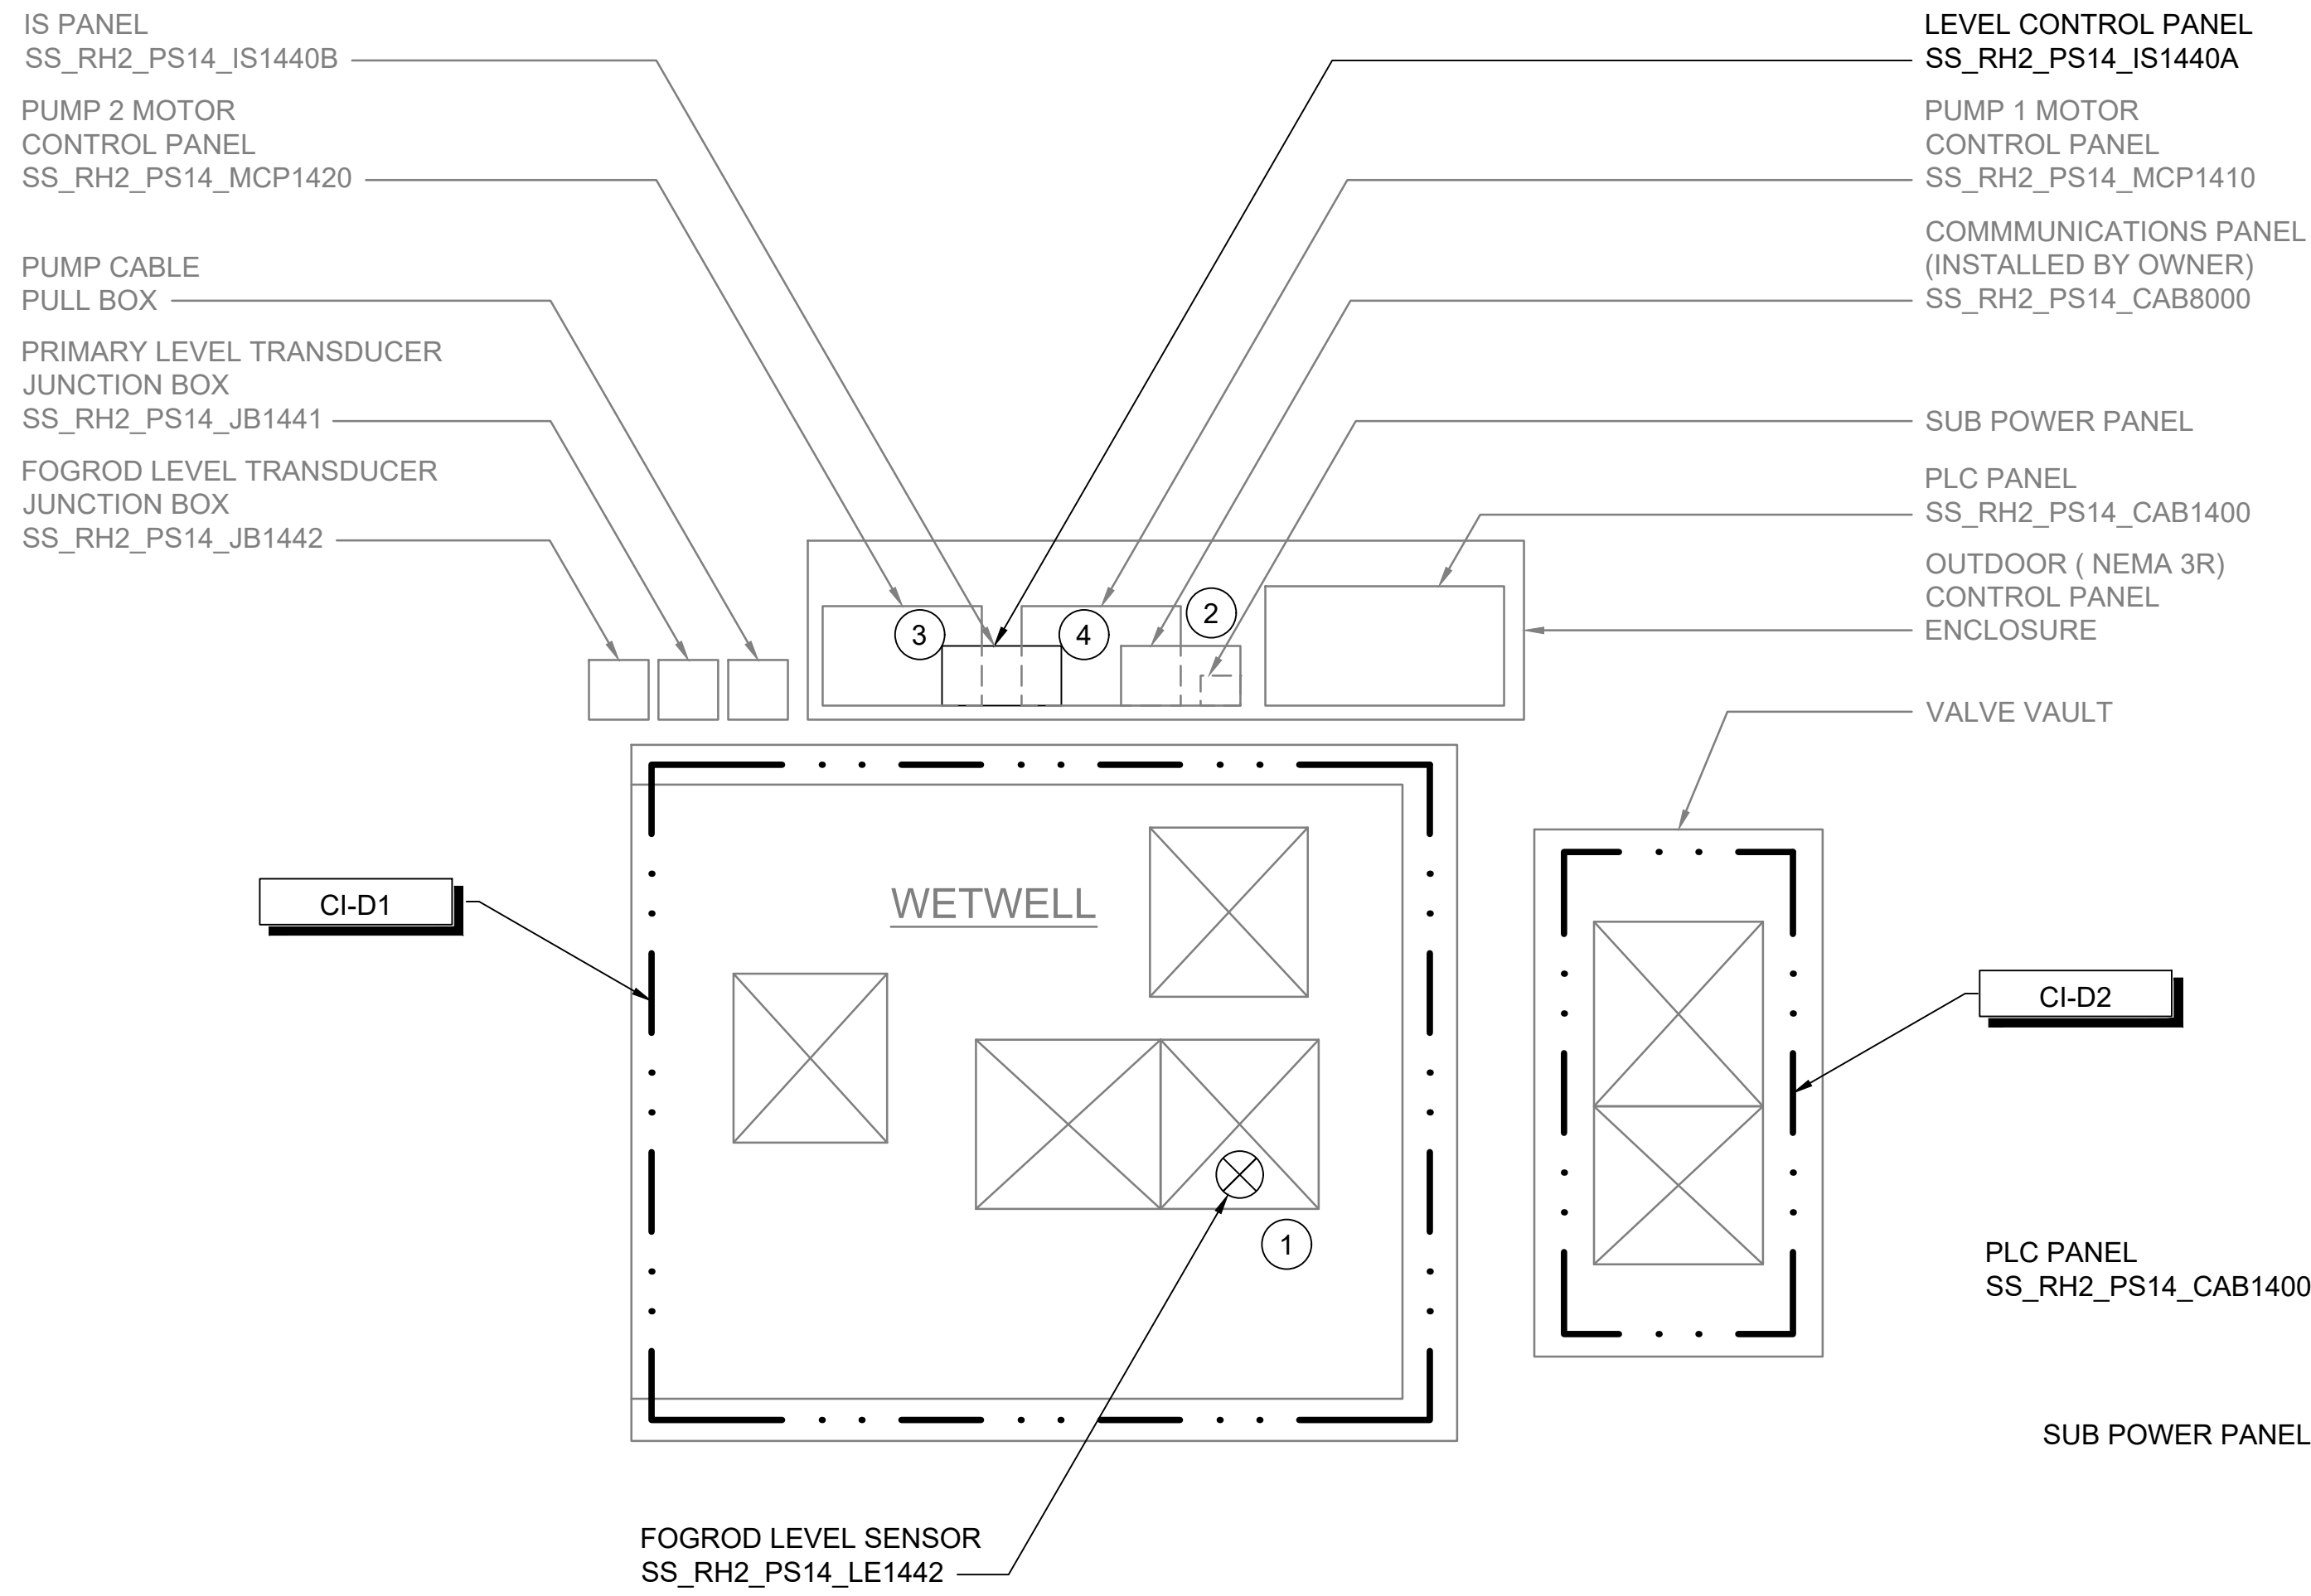 IS PANEL
SS_RH2_PS14_IS1440B
PUMP 2 MOTOR
CONTROL PANEL
SS_RH2_PS14_MCP1420
PUMP CABLE
PULL BOX
PRIMARY LEVEL TRANSDUCER
JUNCTION BOX
SS_RH2_PS14_JB1441
FOGROD LEVEL TRANSDUCER
JUNCTION BOX
SS_RH2_PS14_JB1442
LEVEL CONTROL PANEL
SS_RH2_PS14_IS1440A
PUMP 1 MOTOR
CONTROL PANEL
SS_RH2_PS14_MCP1410
COMMMUNICATIONS PANEL
(INSTALLED BY OWNER)
SS_RH2_PS14_CAB8000
SUB POWER PANEL
PLC PANEL
SS_RH2_PS14_CAB1400
OUTDOOR ( NEMA 3R)
CONTROL PANEL
ENCLOSURE
VALVE VAULT
3
4
2
CI-D1
WETWELL
CI-D2
1
PLC PANEL
SS_RH2_PS14_CAB1400
SUB POWER PANEL
FOGROD LEVEL SENSOR
SS_RH2_PS14_LE1442